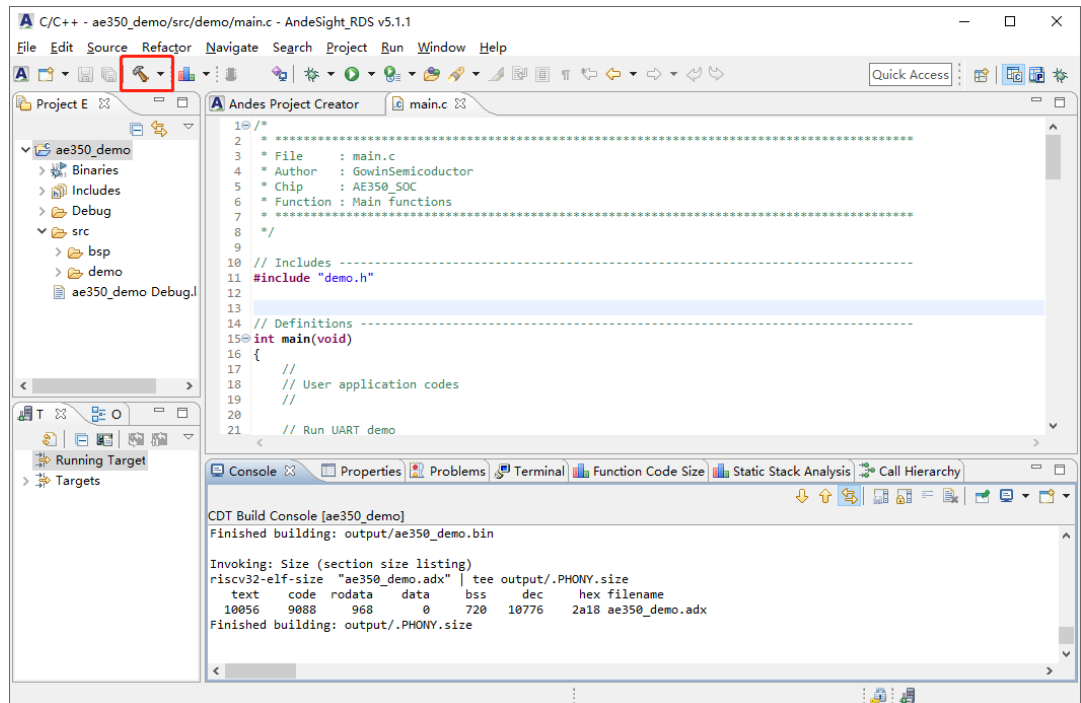 C/C++ - ae350_demo/src/demo/main.c - AndeSight_RDS v5.1.1
File Edit Source Refactor Navigate Search Project Run Window Help
Quick Access
Project E
ae350_demo
Binaries
Includes
Debug
src
bsp
demo
ae350_demo Debug.l
Andes Project Creator main.c
1 /*
2 * ******************************************************************************************
3 * File     : main.c
4 * Author   : GowinSemicoductor
5 * Chip     : AE350_SOC
6 * Function : Main functions
7 * ******************************************************************************************
8 */
9
10 // Includes ---------------------------------------------------------------------------------
11 #include "demo.h"
12
13
14 // Definitions ------------------------------------------------------------------------------
15 int main(void)
16 {
17 //
18 // User application codes
19 //
20
21 // Run UART demo
T O
Running Target
Targets
Console Properties Problems Terminal Function Code Size Static Stack Analysis Call Hierarchy
CDT Build Console [ae350_demo]
Finished building: output/ae350_demo.bin
Invoking: Size (section size listing)
riscv32-elf-size "ae350_demo.adx" | tee output/.PHONY.size
text code rodata data bss dec hex filename
10056 9088 968 0 720 10776 2a18 ae350_demo.adx
Finished building: output/.PHONY.size